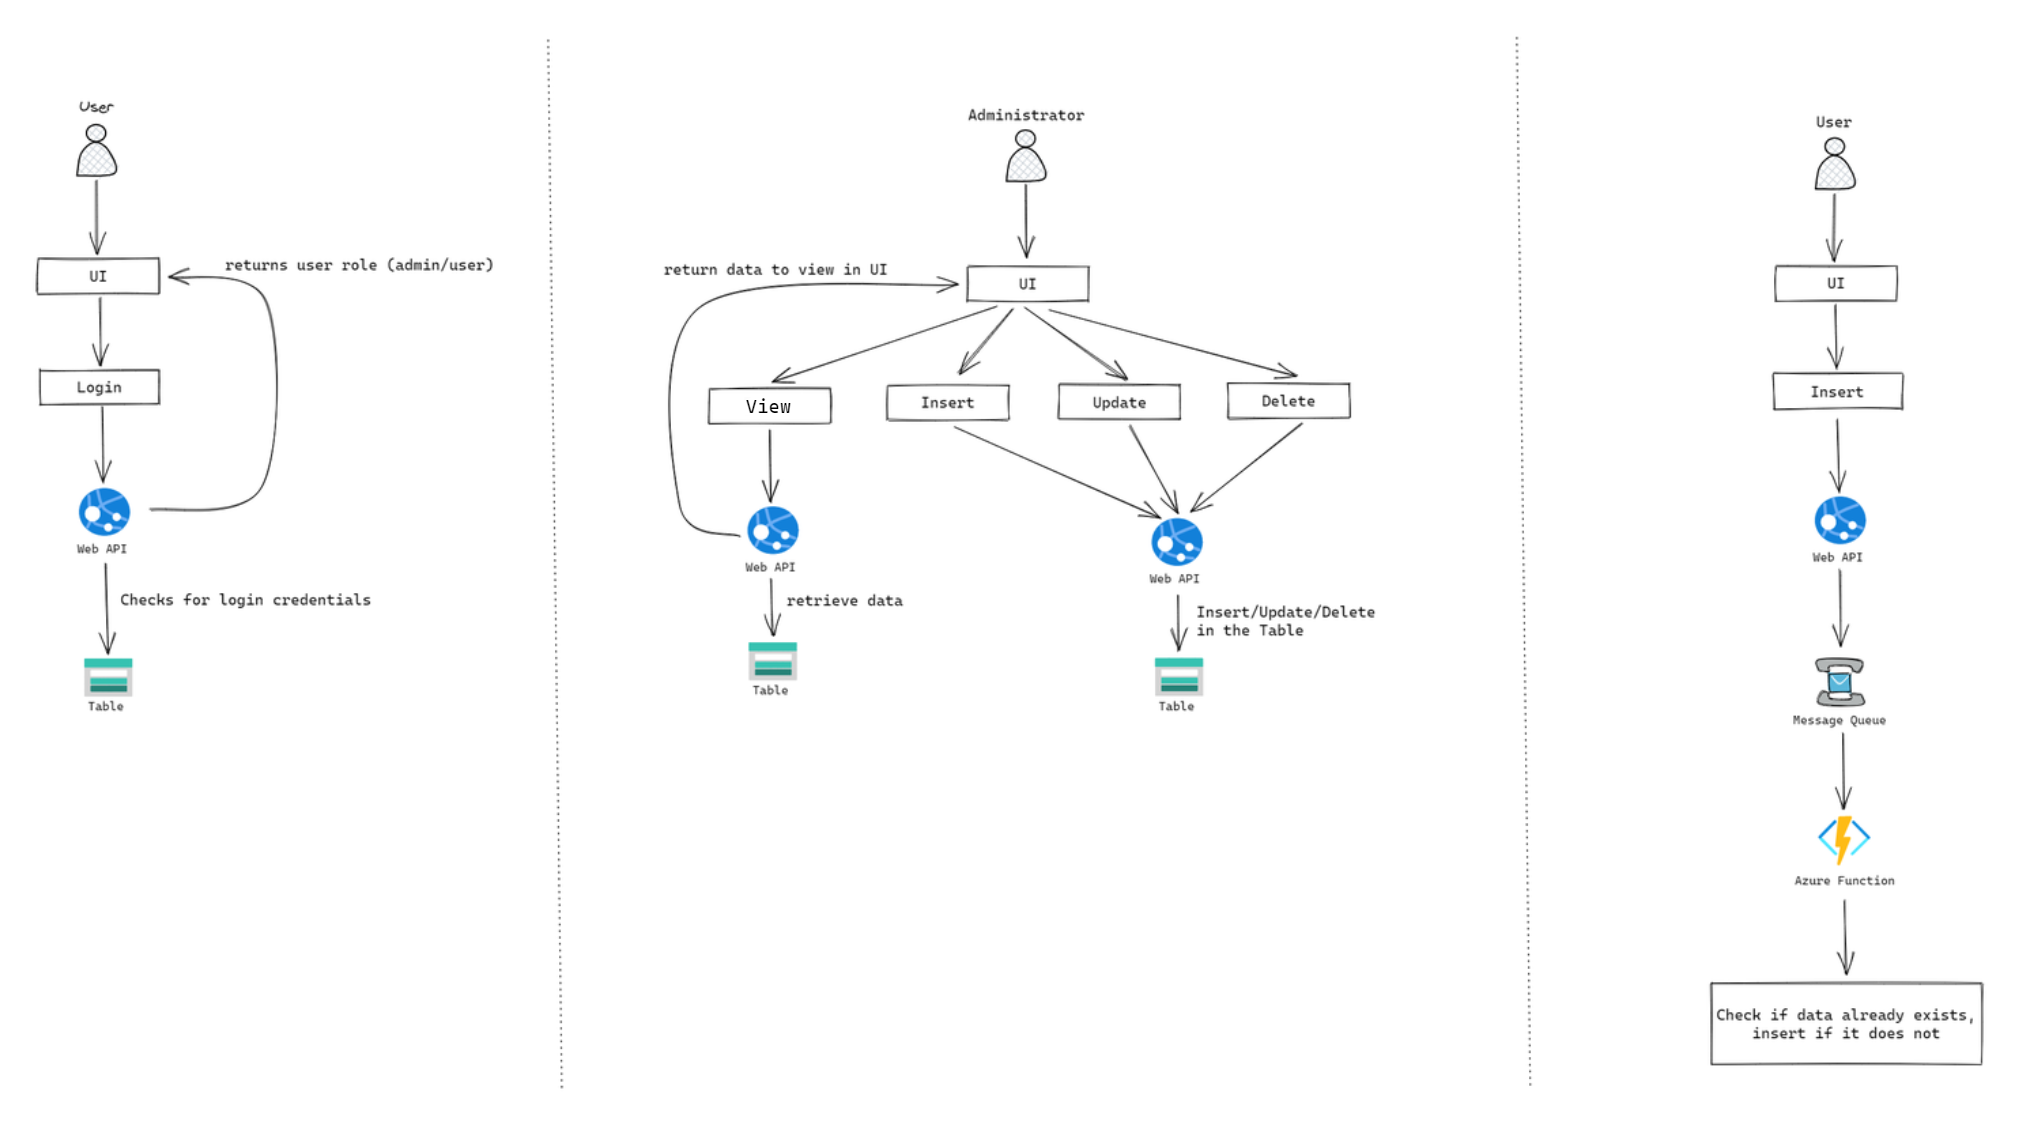 User
UI
returns user role (admin/user)
Login
Web API
Checks for login credentials
Table
Administrator
return data to view in UI
UI
View
Insert
Update
Delete
Web API
retrieve data
Table
Web API
Insert/Update/Delete
in the Table
Table
User
UI
Insert
Web API
Message Queue
Azure Function
Check if data already exists,
insert if it does not